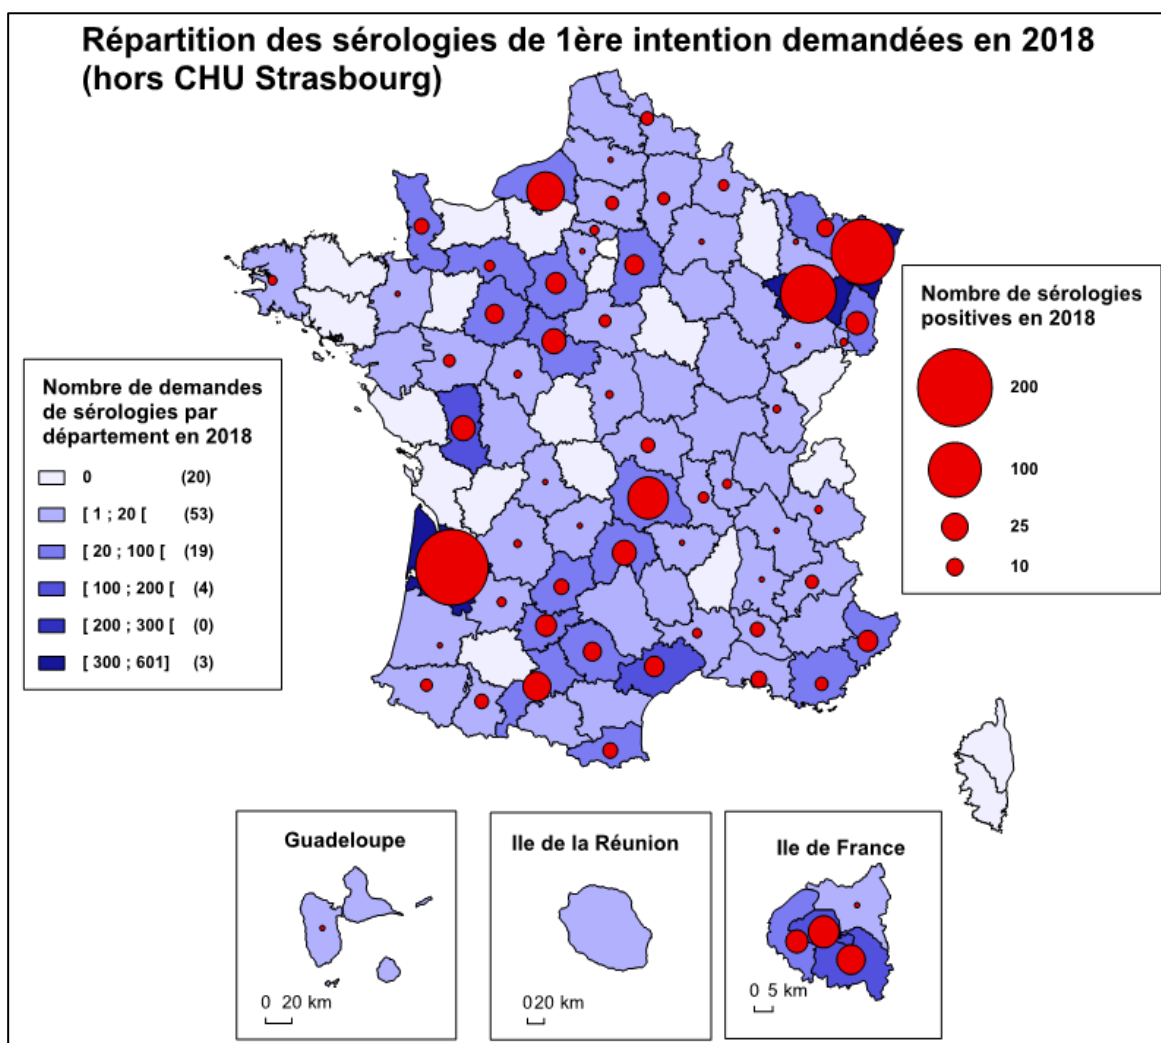 Répartition des sérologies de 1ère intention demandées en 2018
(hors CHU Strasbourg)
Nombre de demandes
de sérologies par
département en 2018
0 (20)
[ 1 ; 20 [ (53)
[ 20 ; 100 [ (19)
[ 100 ; 200 [ (4)
[ 200 ; 300 [ (0)
[ 300 ; 601] (3)
Nombre de sérologies
positives en 2018
200
100
25
10
Guadeloupe
0 20 km
Ile de la Réunion
020 km
Ile de France
0 5 km